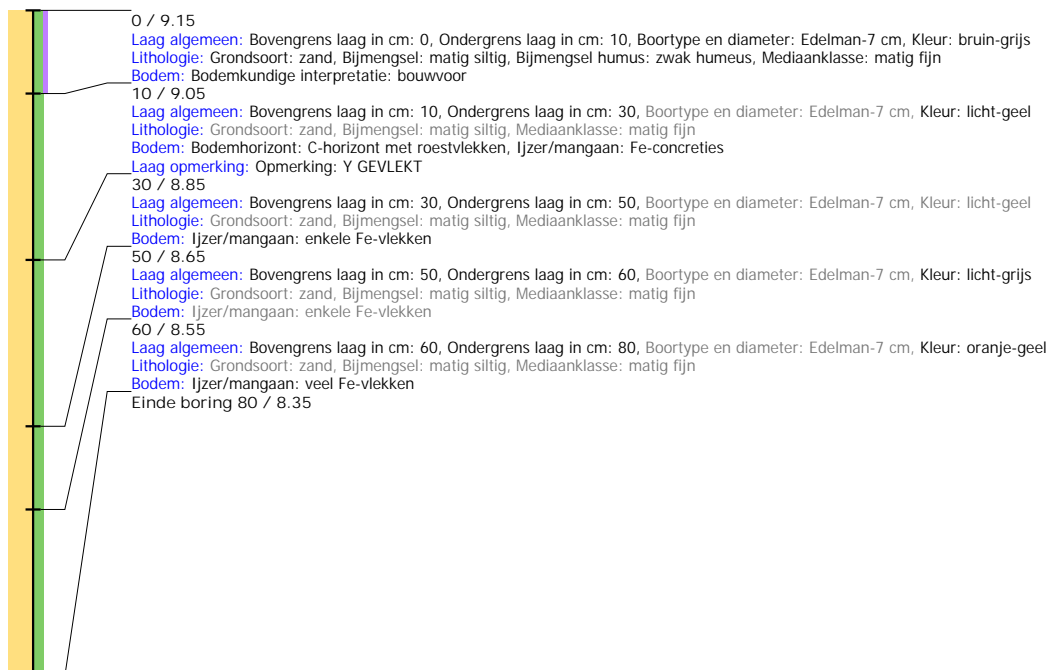 0 / 9.15
Laag algemeen: Bovengrens laag in cm: 0, Ondergrens laag in cm: 10, Boortype en diameter: Edelman-7 cm, Kleur: bruin-grijs
Lithologie: Grondsoort: zand, Bijmengsel: matig siltig, Bijmengsel humus: zwak humeus, Mediaanklasse: matig fijn
Bodem: Bodemkundige interpretatie: bouwvoor
10 / 9.05
Laag algemeen: Bovengrens laag in cm: 10, Ondergrens laag in cm: 30, Boortype en diameter: Edelman-7 cm, Kleur: licht-geel
Lithologie: Grondsoort: zand, Bijmengsel: matig siltig, Mediaanklasse: matig fijn
Bodem: Bodemhorizont: C-horizont met roestvlekken, Ijzer/mangaan: Fe-concreties
Laag opmerking: Opmerking: Y GEVLEKT
30 / 8.85
Laag algemeen: Bovengrens laag in cm: 30, Ondergrens laag in cm: 50, Boortype en diameter: Edelman-7 cm, Kleur: licht-geel
Lithologie: Grondsoort: zand, Bijmengsel: matig siltig, Mediaanklasse: matig fijn
Bodem: Ijzer/mangaan: enkele Fe-vlekken
50 / 8.65
Laag algemeen: Bovengrens laag in cm: 50, Ondergrens laag in cm: 60, Boortype en diameter: Edelman-7 cm, Kleur: licht-grijs
Lithologie: Grondsoort: zand, Bijmengsel: matig siltig, Mediaanklasse: matig fijn
Bodem: Ijzer/mangaan: enkele Fe-vlekken
60 / 8.55
Laag algemeen: Bovengrens laag in cm: 60, Ondergrens laag in cm: 80, Boortype en diameter: Edelman-7 cm, Kleur: oranje-geel
Lithologie: Grondsoort: zand, Bijmengsel: matig siltig, Mediaanklasse: matig fijn
Bodem: Ijzer/mangaan: veel Fe-vlekken
Einde boring 80 / 8.35